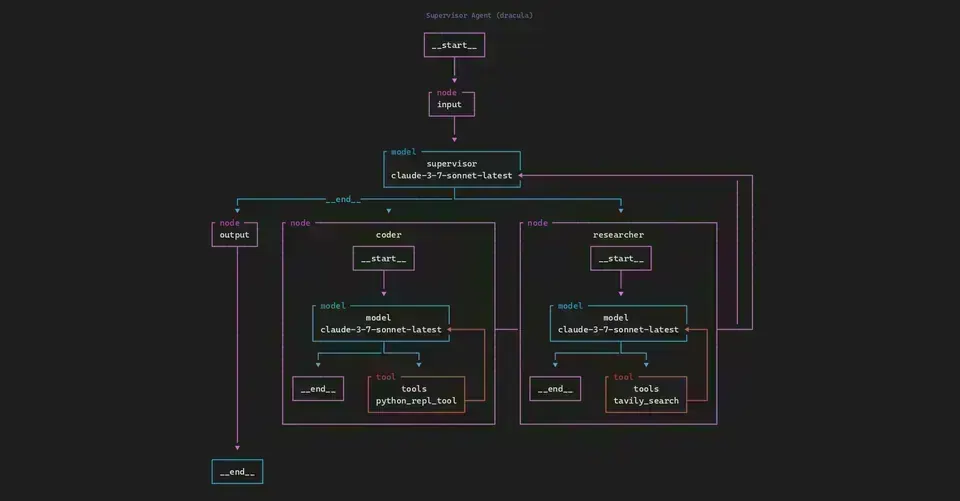 Supervisor Agent (dracula)
__start__
node
input
model
supervisor
claude-3-7-sonnet-latest
__end__
node
output
node
coder
__start__
model
model
claude-3-7-sonnet-latest
__end__
tool
tools
python_repl_tool
node
researcher
__start__
model
model
claude-3-7-sonnet-latest
__end__
tool
tools
tavily_search
__end__